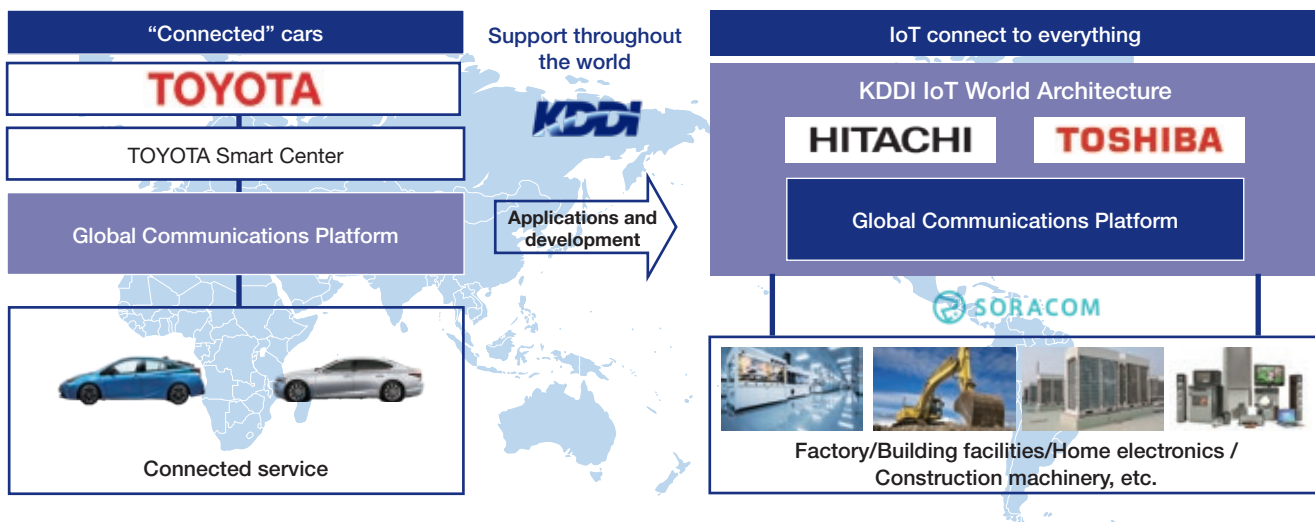 “Connected” cars
TOYOTA
TOYOTA Smart Center
Global Communications Platform
Connected service
Support throughout
the world
KDDI
Applications and
development
IoT connect to everything
KDDI IoT World Architecture
HITACHI
TOSHIBA
Global Communications Platform
SORACOM
Factory/Building facilities/Home electronics /
Construction machinery, etc.